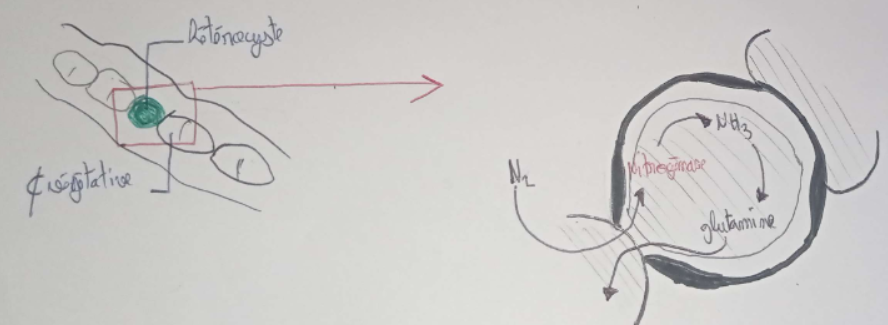 Hétérocyste
¢ végétative
N₂
Nitrogénase
NH₃
glutamine